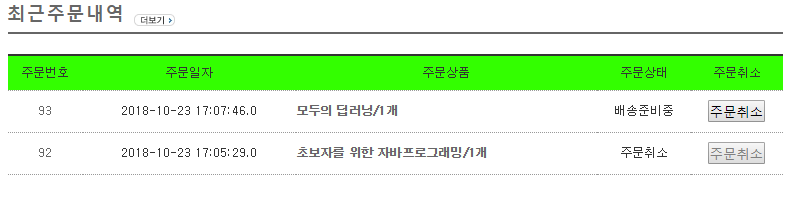 최근주문내역 더보기 >
주문번호 주문일자 주문상품 주문상태 주문취소
93 2018-10-23 17:07:46.0 모두의 딥러닝/1개 배송준비중 주문취소
92 2018-10-23 17:05:29.0 초보자를 위한 자바프로그래밍/1개 주문취소 주문취소